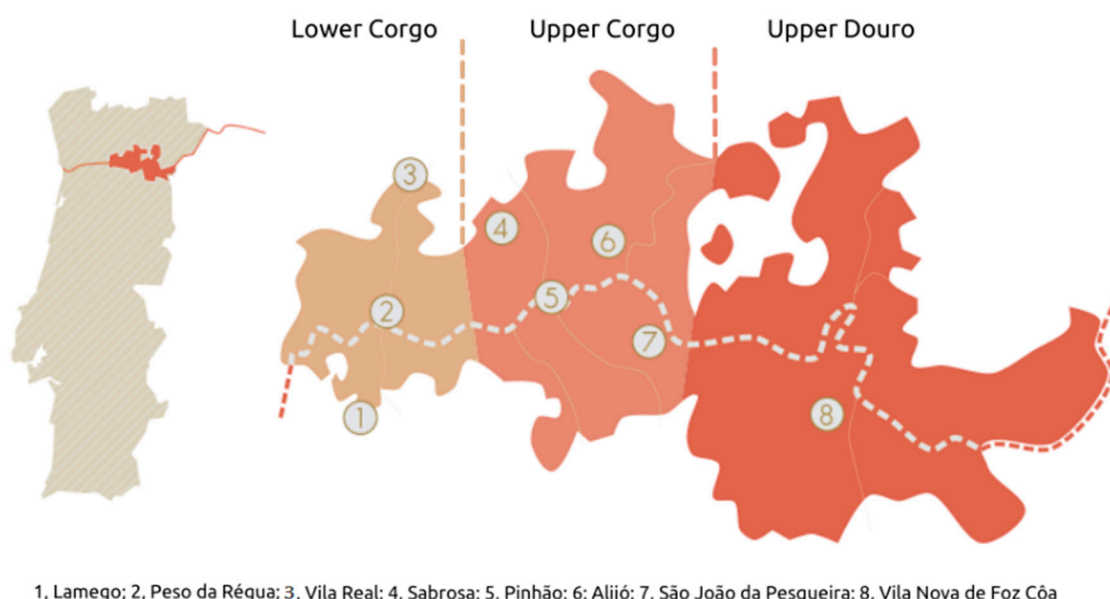 Lower Corgo
Upper Corgo
Upper Douro
3
4
6
5
2
7
8
1
1, Lamego; 2, Peso da Régua; 3, Vila Real; 4, Sabrosa; 5, Pinhão; 6; Alijó; 7, São João da Pesqueira; 8, Vila Nova de Foz Côa